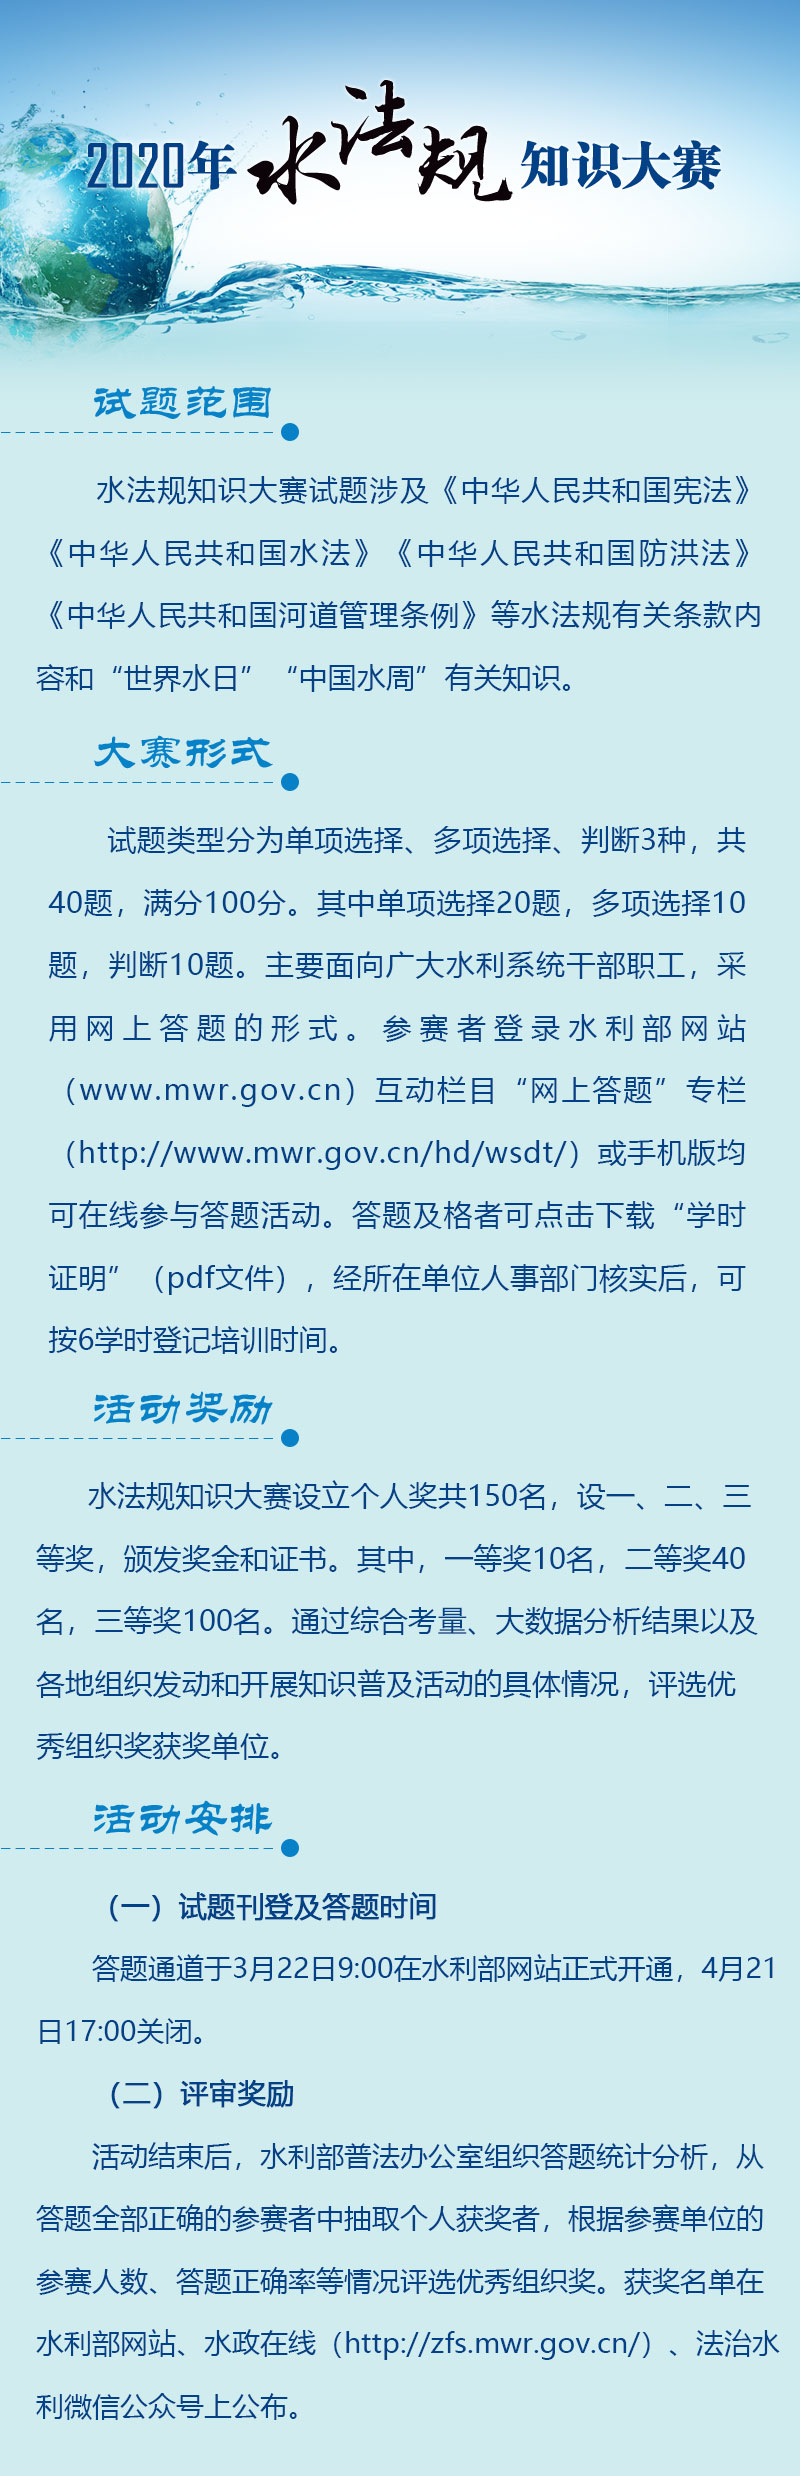 2020年水法规知识大赛
试题范围
水法规知识大赛试题涉及《中华人民共和国宪法》
《中华人民共和国水法》《中华人民共和国防洪法》
《中华人民共和国河道管理条例》等水法规有关条款内
容和“世界水日”“中国水周”有关知识。
大赛形式
试题类型分为单项选择、多项选择、判断3种，共
40题，满分100分。其中单项选择20题，多项选择10
题，判断10题。主要面向广大水利系统干部职工，采
用网上答题的形式。参赛者登录水利部网站
（www.mwr.gov.cn）互动栏目“网上答题”专栏
（http://www.mwr.gov.cn/hd/wsdt/）或手机版均
可在线参与答题活动。答题及格者可点击下载“学时
证明”（pdf文件），经所在单位人事部门核实后，可
按6学时登记培训时间。
活动奖励
水法规知识大赛设立个人奖共150名，设一、二、三
等奖，颁发奖金和证书。其中，一等奖10名，二等奖40
名，三等奖100名。通过综合考量、大数据分析结果以及
各地组织发动和开展知识普及活动的具体情况，评选优
秀组织奖获奖单位。
活动安排
（一）试题刊登及答题时间
答题通道于3月22日9:00在水利部网站正式开通，4月21
日17:00关闭。
（二）评审奖励
活动结束后，水利部普法办公室组织答题统计分析，从
答题全部正确的参赛者中抽取个人获奖者，根据参赛单位的
参赛人数、答题正确率等情况评选优秀组织奖。获奖名单在
水利部网站、水政在线（http://zfs.mwr.gov.cn/）、法治水
利微信公众号上公布。